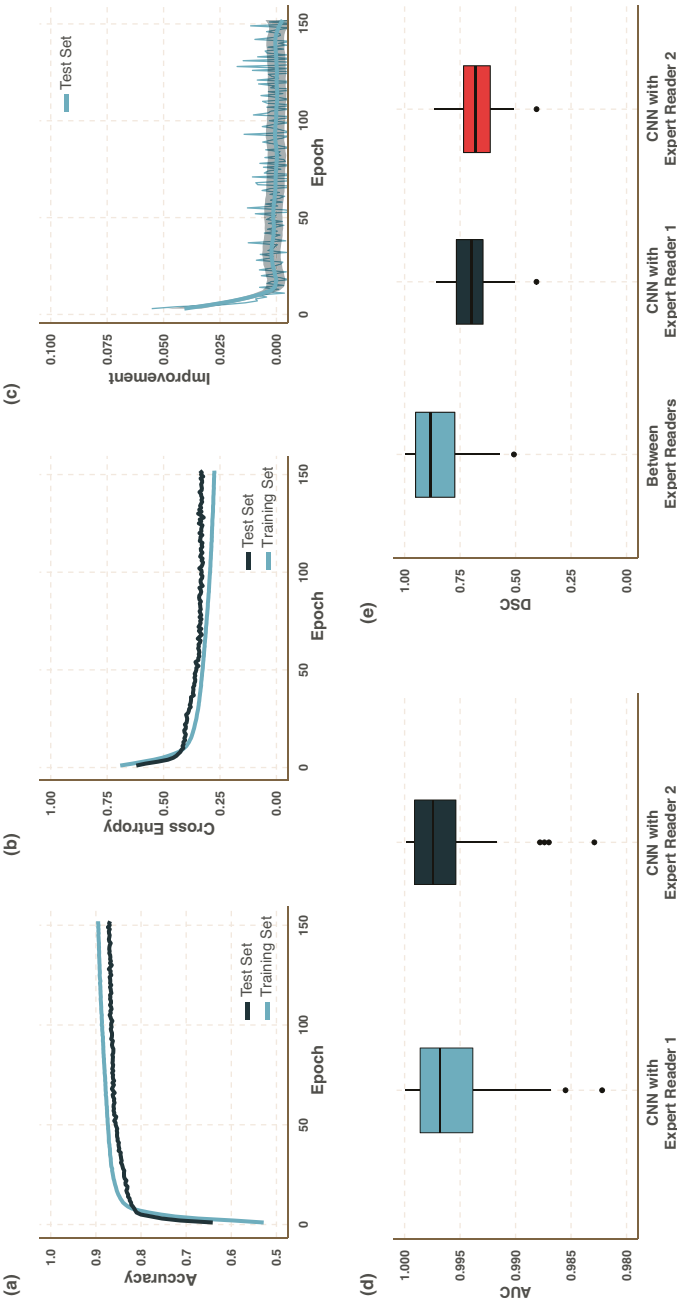 (a)
Accuracy
1.0
0.9
0.8
0.7
0.6
0.5
0
50
100
150
Epoch
Test Set
Training Set
(b)
Cross Entropy
1.00
0.75
0.50
0.25
0.00
0
50
100
150
Epoch
Test Set
Training Set
(c)
Improvement
0.100
0.075
0.050
0.025
0.000
0
50
100
150
Epoch
Test Set
(d)
AUC
1.000
0.995
0.990
0.985
0.980
CNN with
Expert Reader 1
CNN with
Expert Reader 2
(e)
DSC
1.00
0.75
0.50
0.25
0.00
Between
Expert Readers
CNN with
Expert Reader 1
CNN with
Expert Reader 2